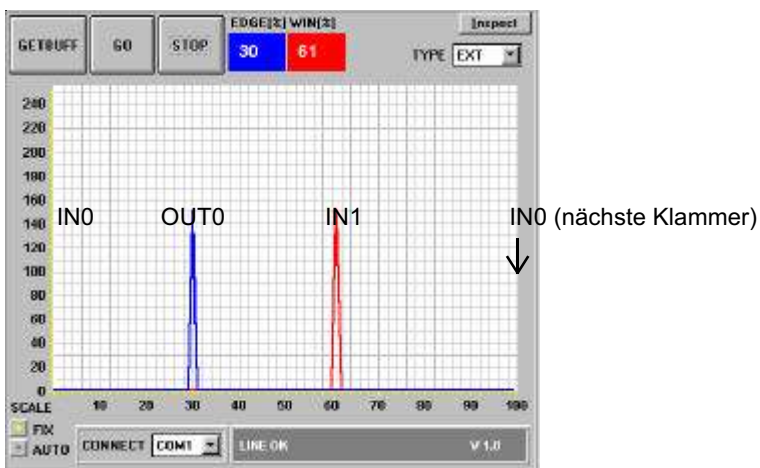 EDGE[%] WIN[%] Inspect
GETBUFF GO STOP 30 61 TYPE EXT
240
220
200
180
160
140 IN0 OUT0 IN1 IN0 (nächste Klammer)
120
100
80
60
40
20
0
SCALE 10 20 30 40 50 60 70 80 90 100
FIX
AUTO CONNECT COM1 LINE OK V 1.0